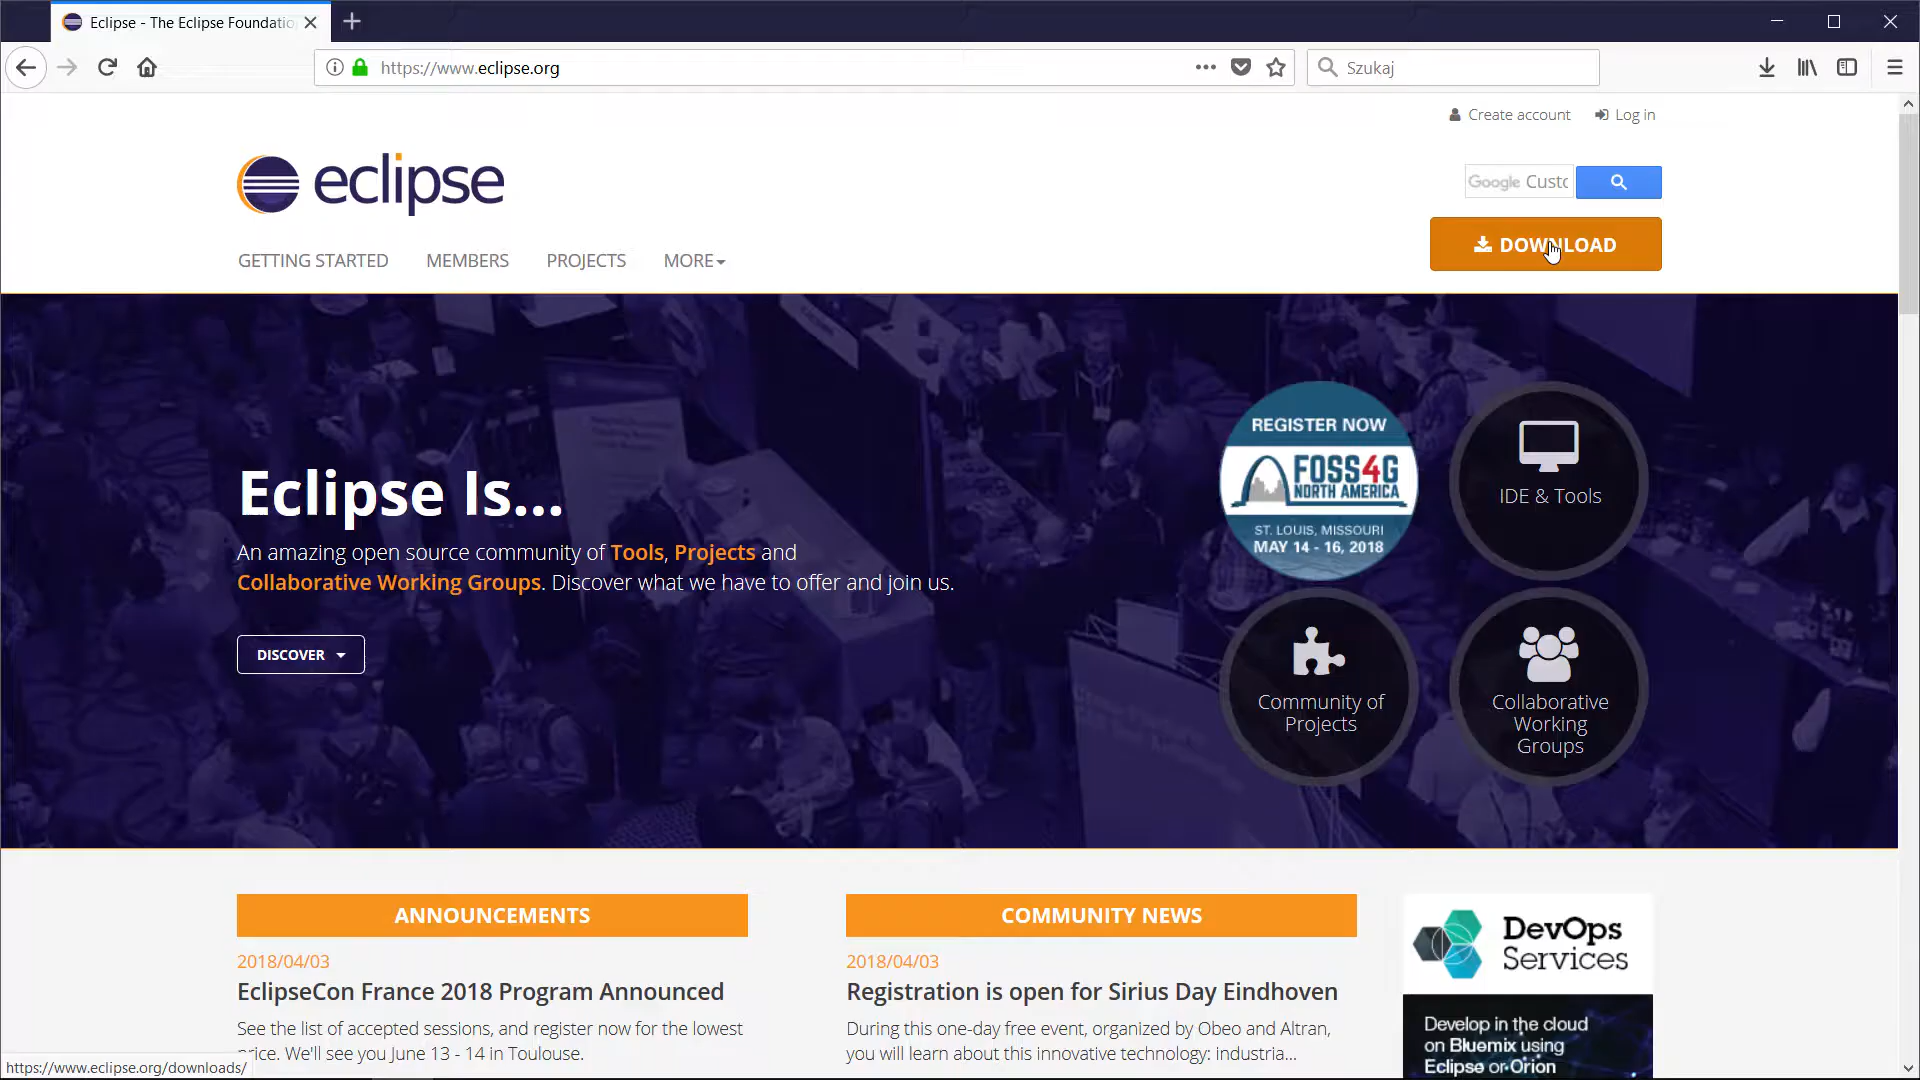 Eclipse - The Eclipse Foundatio
https://www.eclipse.org
Szukaj
Create account
Log in
eclipse
Google Custo
DOWNLOAD
GETTING STARTED
MEMBERS
PROJECTS
MORE
Eclipse Is...
An amazing open source community of Tools, Projects and
Collaborative Working Groups. Discover what we have to offer and join us.
DISCOVER
REGISTER NOW
FOSS4G
NORTH AMERICA
ST. LOUIS, MISSOURI
MAY 14 - 16, 2018
IDE & Tools
Community of
Projects
Collaborative
Working
Groups
ANNOUNCEMENTS
2018/04/03
EclipseCon France 2018 Program Announced
See the list of accepted sessions, and register now for the lowest
price. We'll see you June 13 - 14 in Toulouse.
COMMUNITY NEWS
2018/04/03
Registration is open for Sirius Day Eindhoven
During this one-day free event, organized by Obeo and Altran,
you will learn about this innovative technology: industria...
DevOps
Services
Develop in the cloud
on Bluemix using
Eclipse or Orion
https://www.eclipse.org/downloads/